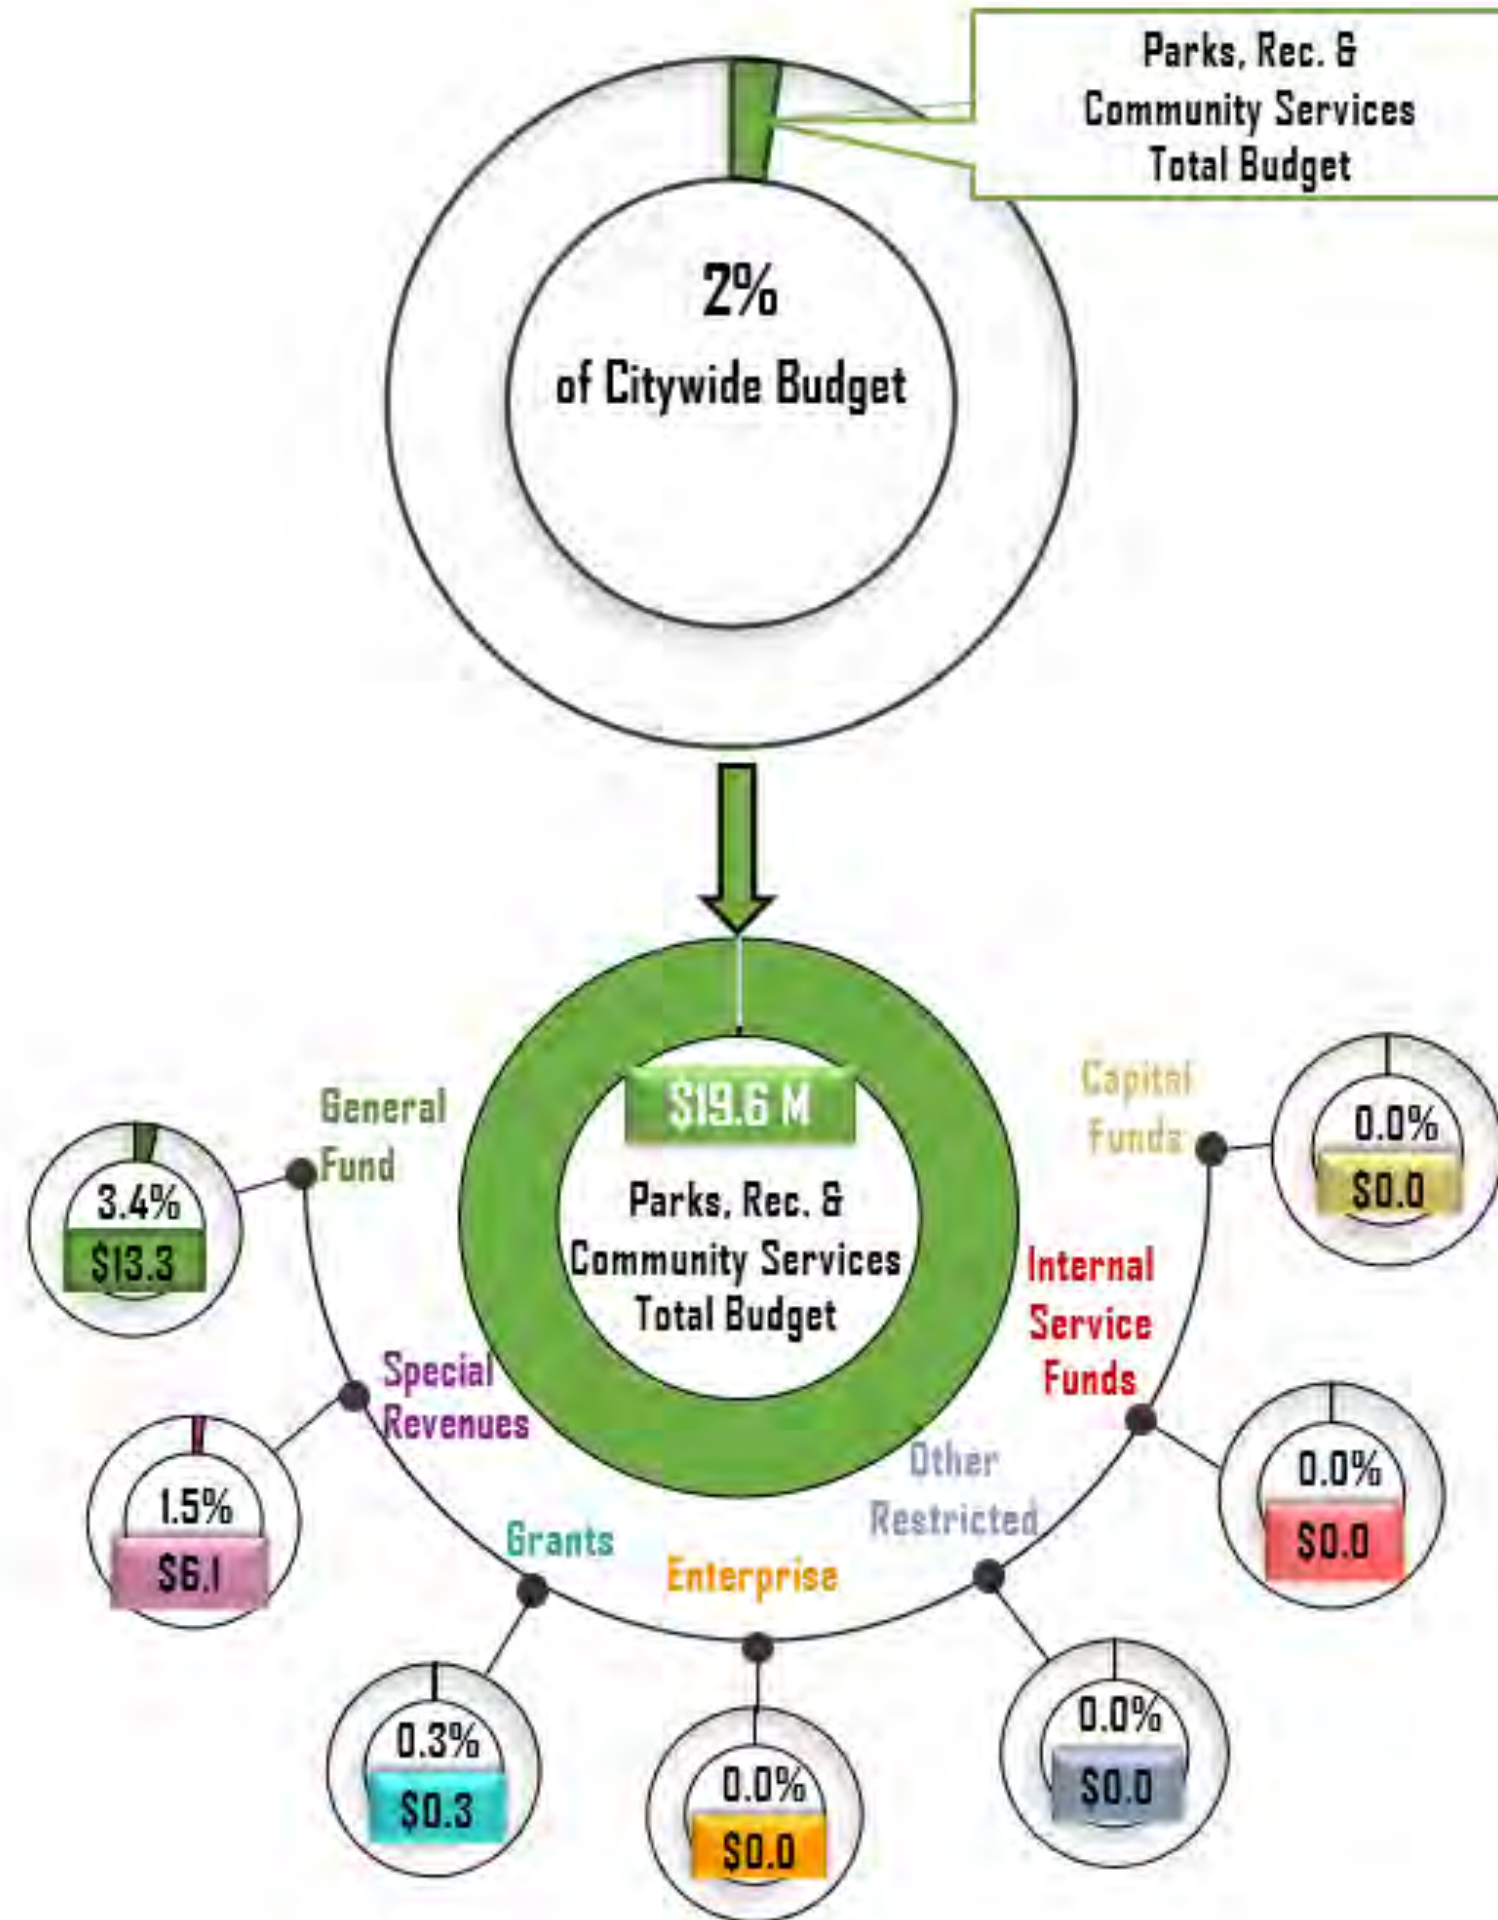 Parks, Rec. &
Community Services
Total Budget
2%
of Citywide Budget
$19.6 M
Parks, Rec. &
Community Services
Total Budget
General
Fund
3.4%
$13.3
Special
Revenues
1.5%
$6.1
Grants
0.3%
$0.3
Enterprise
0.0%
$0.0
Other
Restricted
0.0%
$0.0
Internal
Service
Funds
0.0%
$0.0
Capital
Funds
0.0%
$0.0